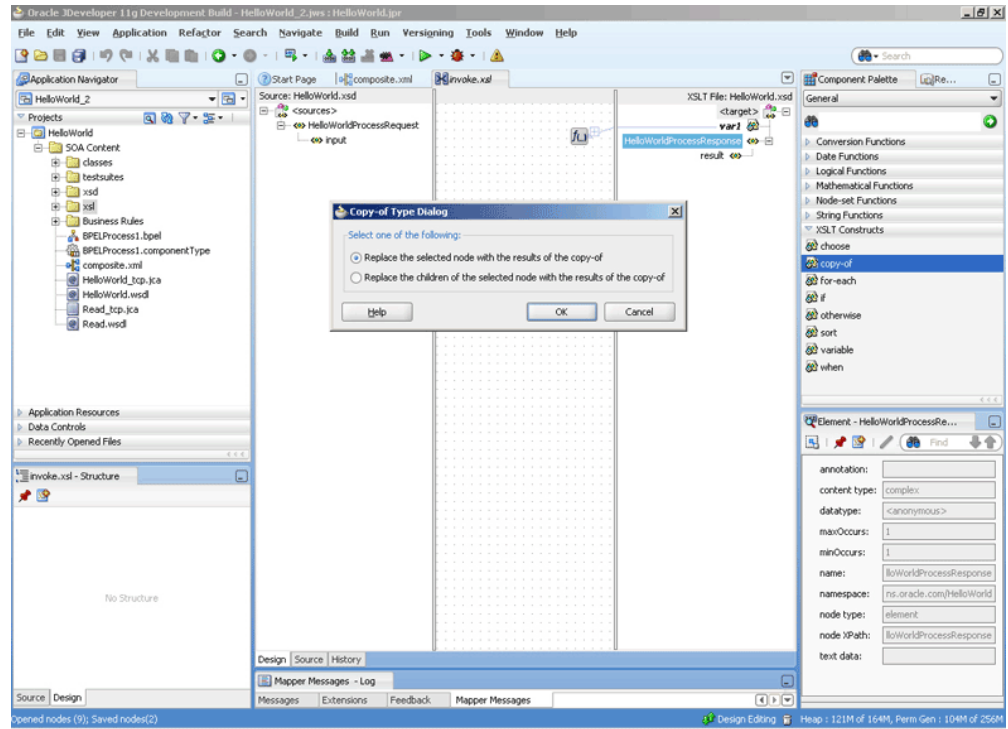 Oracle JDeveloper 11g Development Build - HelloWorld_2.jws : HelloWorld.jpr
File Edit View Application Refactor Search Navigate Build Run Versioning Tools Window Help
Search
Application Navigator
HelloWorld_2
Projects
HelloWorld
SOA Content
classes
testsuites
xsd
xsl
Business Rules
BPELProcess1.bpel
BPELProcess1.componentType
composite.xml
HelloWorld_tcp.jca
HelloWorld.wsdl
Read_tcp.jca
Read.wsdl
Application Resources
Data Controls
Recently Opened Files
invoke.xsl - Structure
No Structure
Source Design
Start Page composite.xml invoke.xsl
Source: HelloWorld.xsd
<sources>
HelloWorldProcessRequest
input
XSLT File: HelloWorld.xsd
<target>
var1
HelloWorldProcessResponse
result
Copy-of Type Dialog
Select one of the following:
Replace the selected node with the results of the copy-of
Replace the children of the selected node with the results of the copy-of
Help OK Cancel
Design Source History
Mapper Messages - Log
Messages Extensions Feedback Mapper Messages
Component Palette Re...
General
Conversion Functions
Date Functions
Logical Functions
Mathematical Functions
Node-set Functions
String Functions
XSLT Constructs
choose
copy-of
for-each
if
otherwise
sort
variable
when
Element - HelloWorldProcessRe...
Find
annotation:
content type: complex
datatype: <anonymous>
maxOccurs: 1
minOccurs: 1
name: lloWorldProcessResponse
namespace: ns.oracle.com/HelloWorld
node type: element
node XPath: lloWorldProcessResponse
text data:
Opened nodes (9); Saved nodes(2)
Design Editing Heap : 121M of 164M, Perm Gen : 104M of 256M